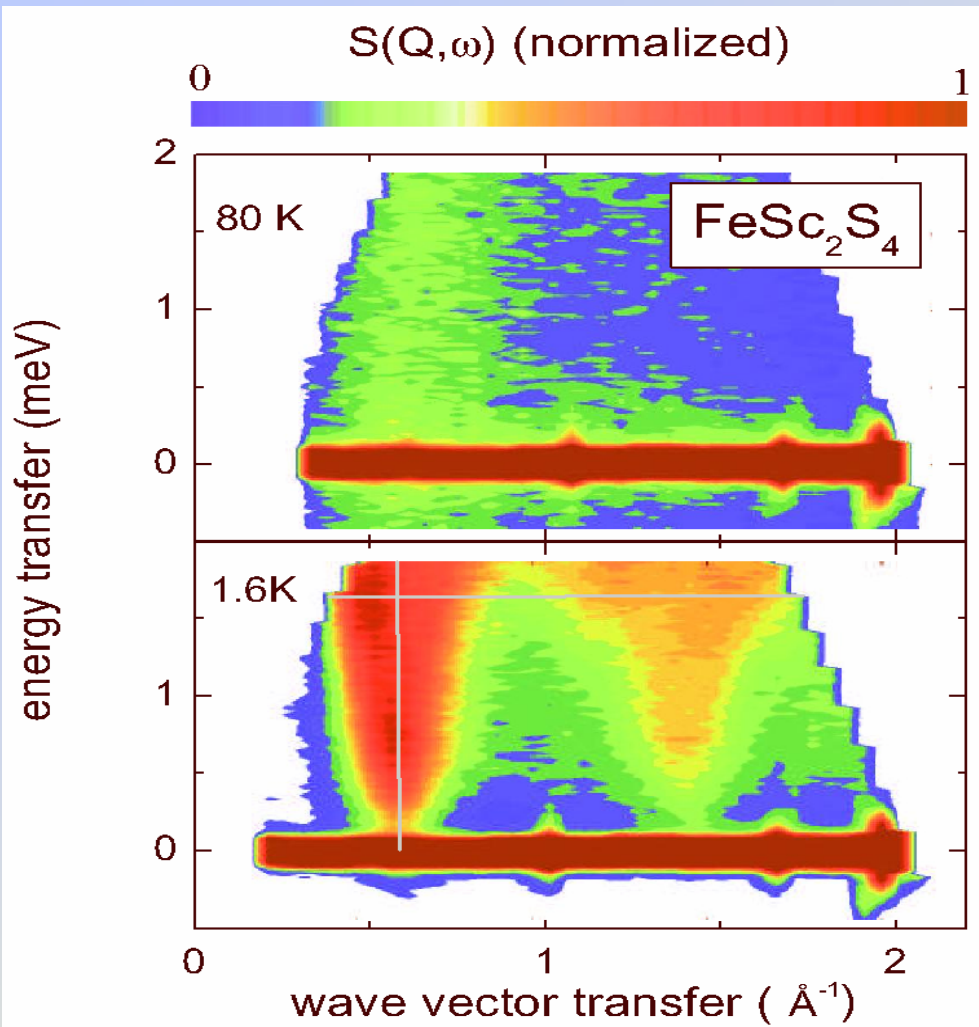 S(Q,ω) (normalized)
0 1
2
80 K
FeSc₂S₄
1
energy transfer (meV)
0
1.6K
1
0
0 1 2
wave vector transfer ( Å⁻¹)